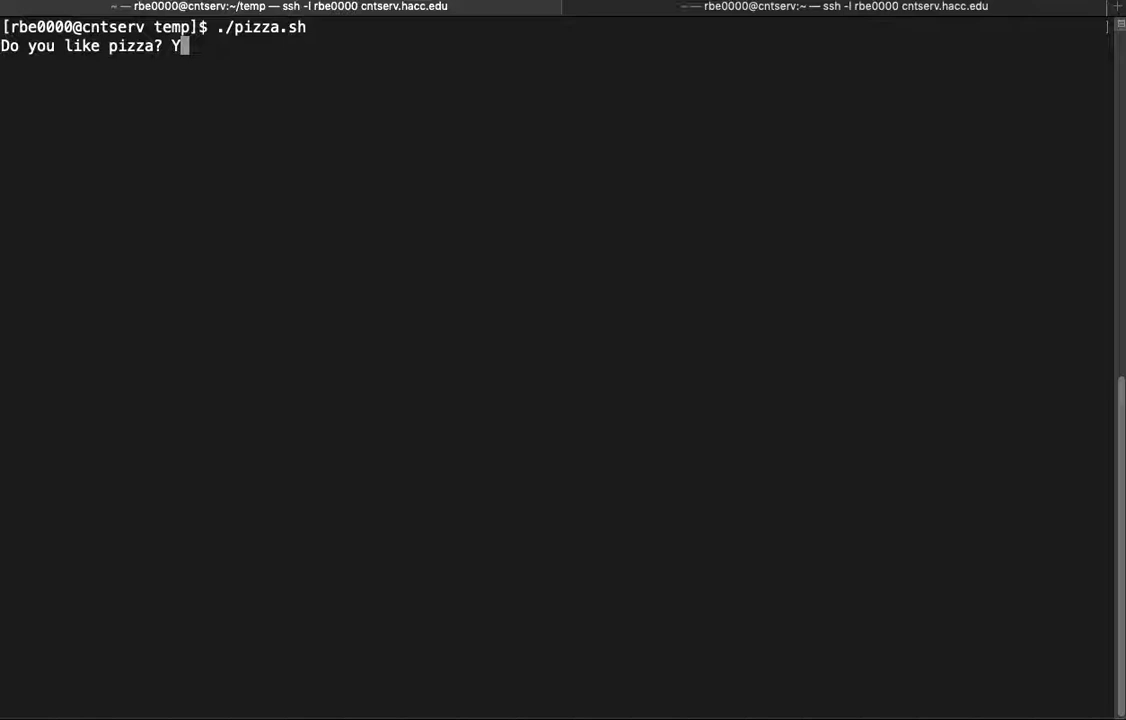 ~ — rbe0000@cntserv:~/temp — ssh -l rbe0000 cntserv.hacc.edu
~ — rbe0000@cntserv:~ — ssh -l rbe0000 cntserv.hacc.edu
[rbe0000@cntserv temp]$ ./pizza.sh
Do you like pizza? Y